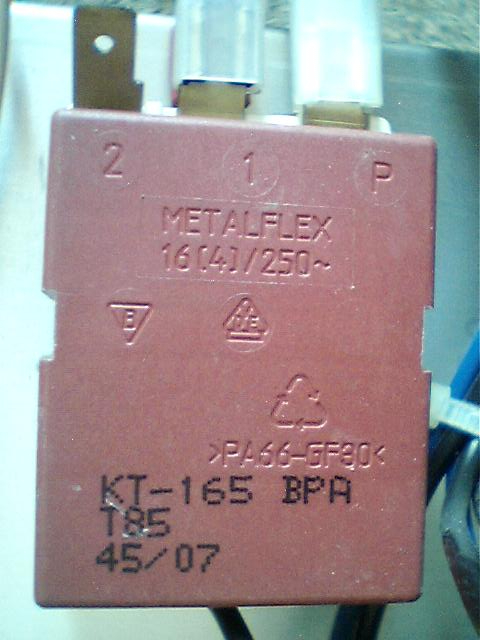 2 1 P
METALFLEX
16(4)/250~
E
>PA66-GF30<
KT-165 BPA
T85
45/07